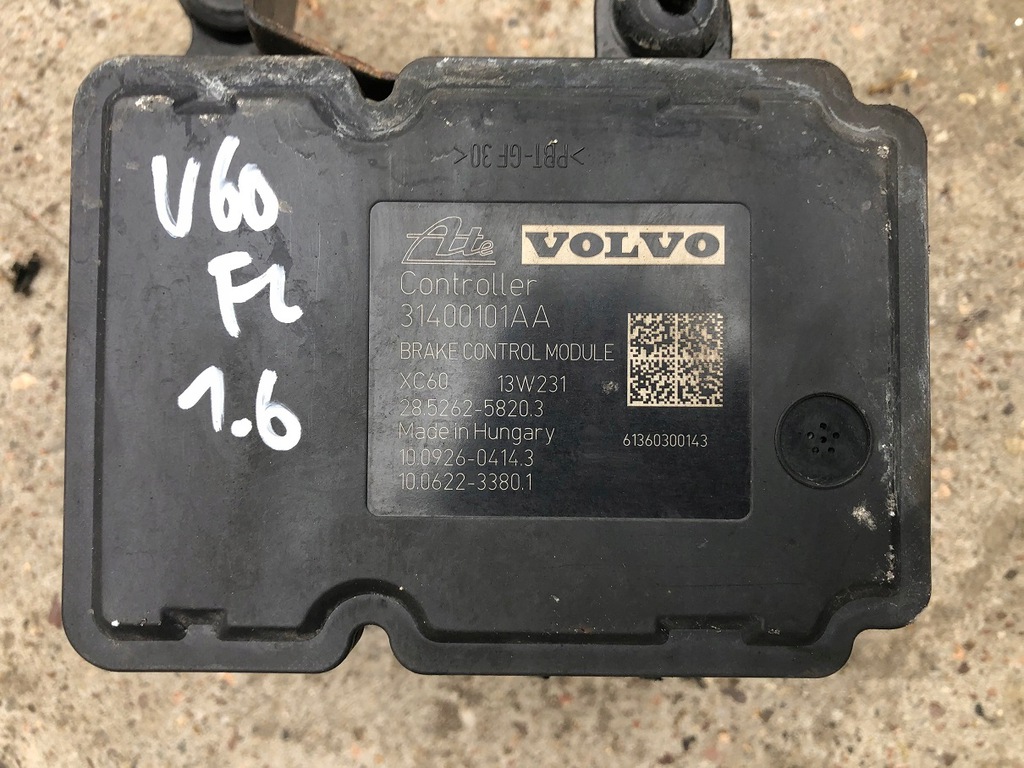 >PBT-GF30<
V60
FL
1.6
Ate VOLVO
Controller
31400101AA
BRAKE CONTROL MODULE
XC60 13W231
28.5262-5820.3
Made in Hungary
61360300143
10.0926-0414.3
10.0622-3380.1